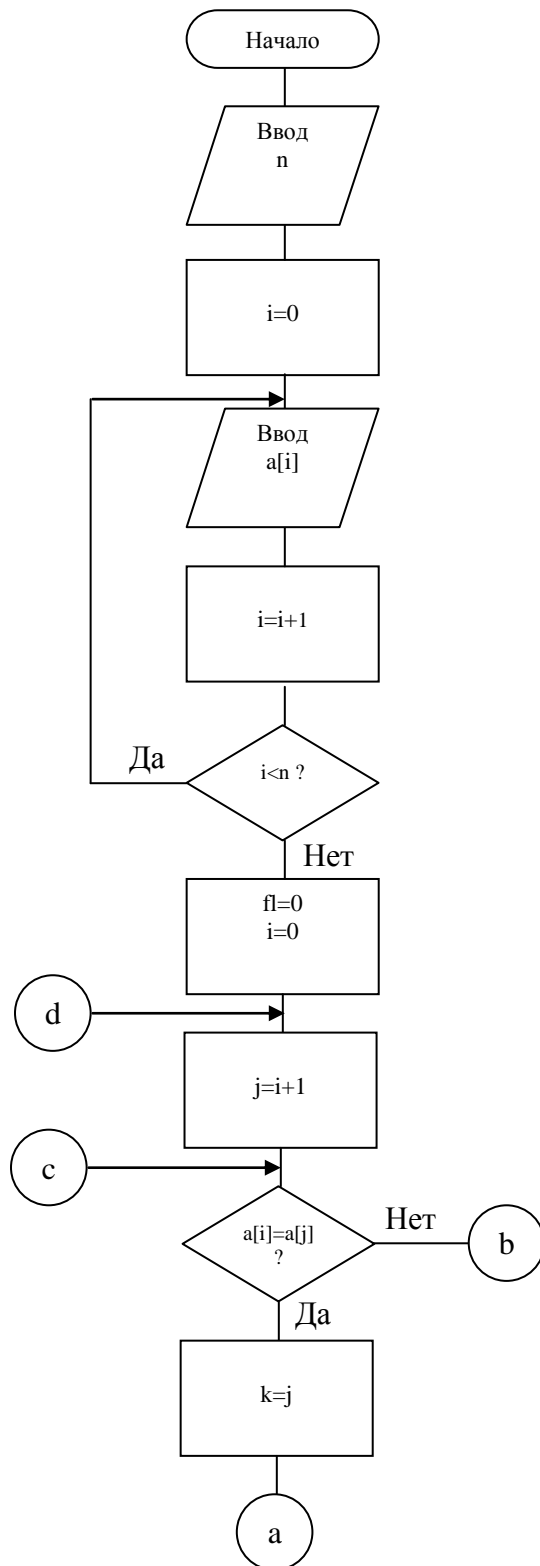 Начало
Ввод
n
i=0
Ввод
a[i]
i=i+1
Да
i<n ?
Нет
fl=0
i=0
d
j=i+1
c
a[i]=a[j]
?
Нет
b
Да
k=j
a